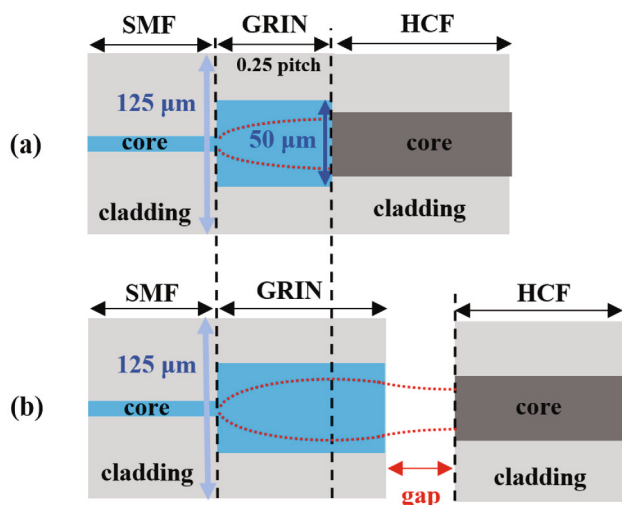 SMF GRIN HCF
0.25 pitch
125 µm
(a) core 50 µm core
cladding cladding
SMF GRIN HCF
125 µm
(b) core core
cladding gap cladding